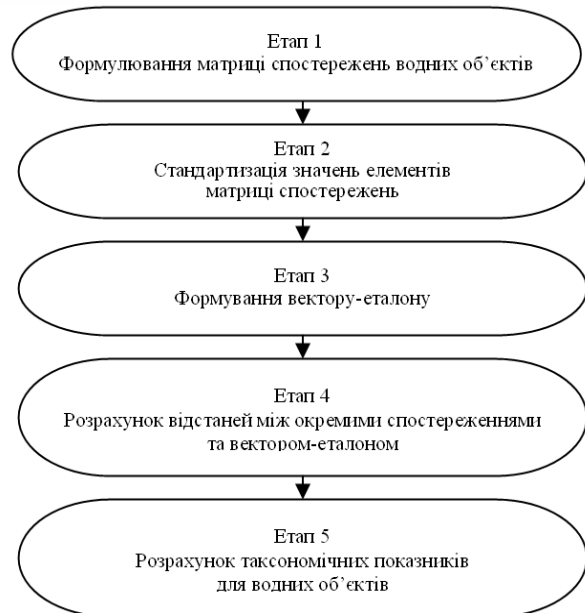 Етап 1
Формулювання матриці спостережень водних об’єктів
Етап 2
Стандартизація значень елементів
матриці спостережень
Етап 3
Формування вектору-еталону
Етап 4
Розрахунок відстаней між окремими спостереженнями
та вектором-еталоном
Етап 5
Розрахунок таксономічних показників
для водних об’єктів